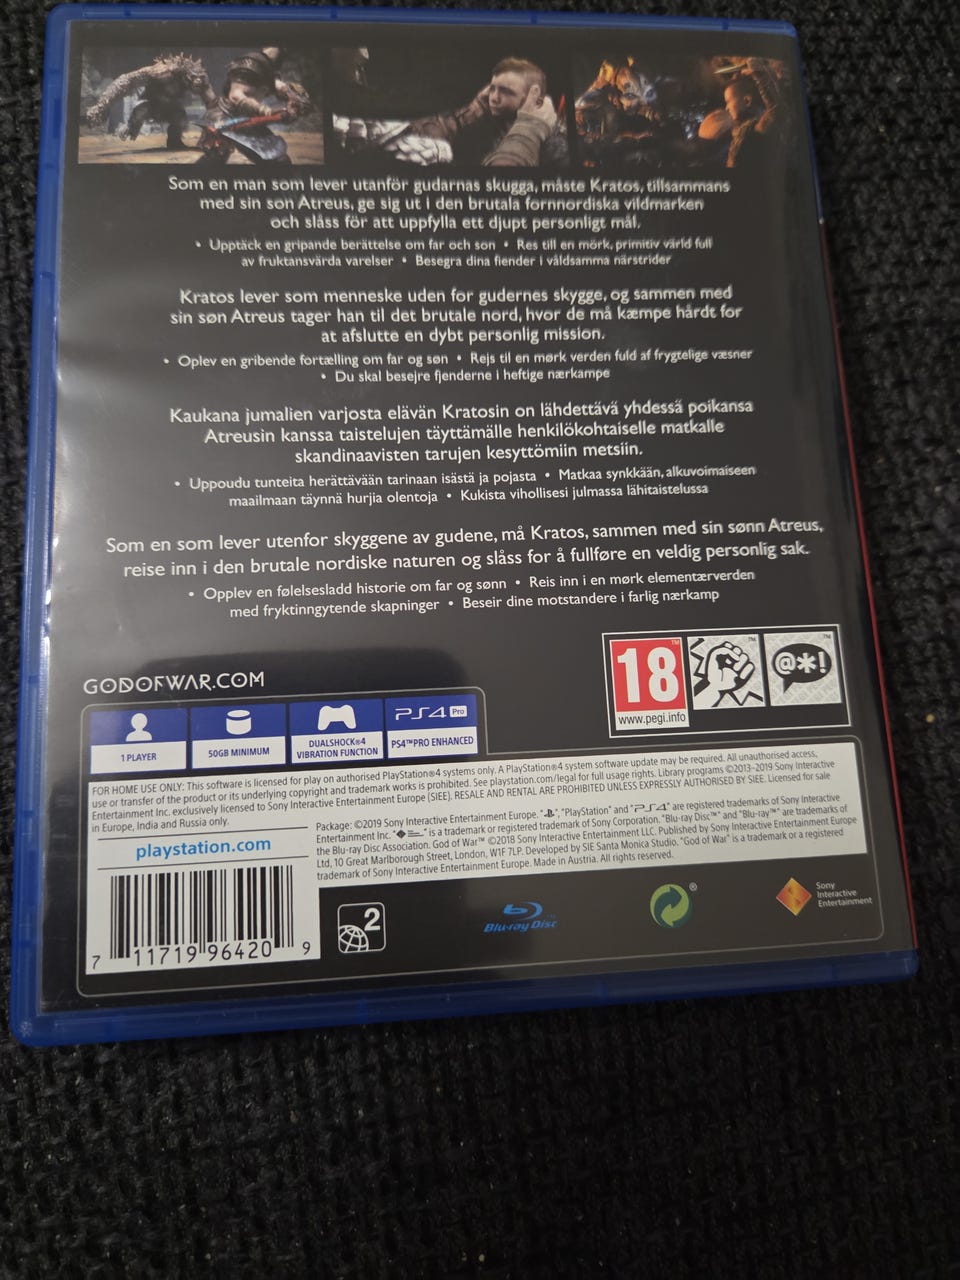 Som en man som lever utanför gudarnas skugga, måste Kratos, tillsammans
med sin son Atreus, ge sig ut i den brutala fornnordiska vildmarken
och slåss för att uppfylla ett djupt personligt mål.
• Upptäck en gripande berättelse om far och son • Res till en mörk, primitiv värld full
av fruktansvärda varelser • Besegra dina fiender i våldsamma närstrider
Kratos lever som menneske uden for gudernes skygge, og sammen med
sin søn Atreus tager han til det brutale nord, hvor de må kæmpe hårdt for
at afslutte en dybt personlig mission.
• Oplev en gribende fortælling om far og søn • Rejs til en mørk verden fuld af frygtelige væsner
• Du skal besejre fjenderne i heftige nærkampe
Kaukana jumalien varjosta elävän Kratosin on lähdettävä yhdessä poikansa
Atreusin kanssa taistelujen täyttämälle henkilökohtaiselle matkalle
skandinaavisten tarujen kesyttömiin metsiin.
• Uppoudu tunteita herättävään tarinaan isästä ja pojasta • Matkaa synkkään, alkuvoimaiseen
maailmaan täynnä hurjia olentoja • Kukista vihollisesi julmassa lähitaistelussa
Som en som lever utenfor skyggene av gudene, må Kratos, sammen med sin sønn Atreus,
reise inn i den brutale nordiske naturen og slåss for å fullføre en veldig personlig sak.
• Opplev en følelsesladd historie om far og sønn • Reis inn i en mørk elementærverden
med fryktinngytende skapninger • Beseir dine motstandere i farlig nærkamp
GODOFWAR.COM
18
www.pegi.info
@*!
1 PLAYER
50GB MINIMUM
DUALSHOCK®4
VIBRATION FUNCTION
PS4 Pro
PS4™PRO ENHANCED
FOR HOME USE ONLY: This software is licensed for play on authorised PlayStation®4 systems only. A PlayStation®4 system software update may be required. All unauthorised access,
use or transfer of the product or its underlying copyright and trademark works is prohibited. See playstation.com/legal for full usage rights. Library programs ©2013-2019 Sony Interactive
Entertainment Inc. exclusively licensed to Sony Interactive Entertainment Europe (SIEE). RESALE AND RENTAL ARE PROHIBITED UNLESS EXPRESSLY AUTHORISED BY SIEE. Licensed for sale
in Europe, India and Russia only.
Package: ©2019 Sony Interactive Entertainment Europe. "", "PlayStation" and "PS4" are registered trademarks of Sony Interactive
Entertainment Inc. "" is a trademark or registered trademark of Sony Corporation. "Blu-ray Disc™" and "Blu-ray™" are trademarks of
the Blu-ray Disc Association. God of War™ ©2018 Sony Interactive Entertainment LLC. Published by Sony Interactive Entertainment Europe
Ltd, 10 Great Marlborough Street, London, W1F 7LP. Developed by SIE Santa Monica Studio. "God of War" is a trademark or a registered
trademark of Sony Interactive Entertainment Europe. Made in Austria. All rights reserved.
playstation.com
7 11719 96420 9
2
Blu-ray Disc™
®
Sony
Interactive
Entertainment